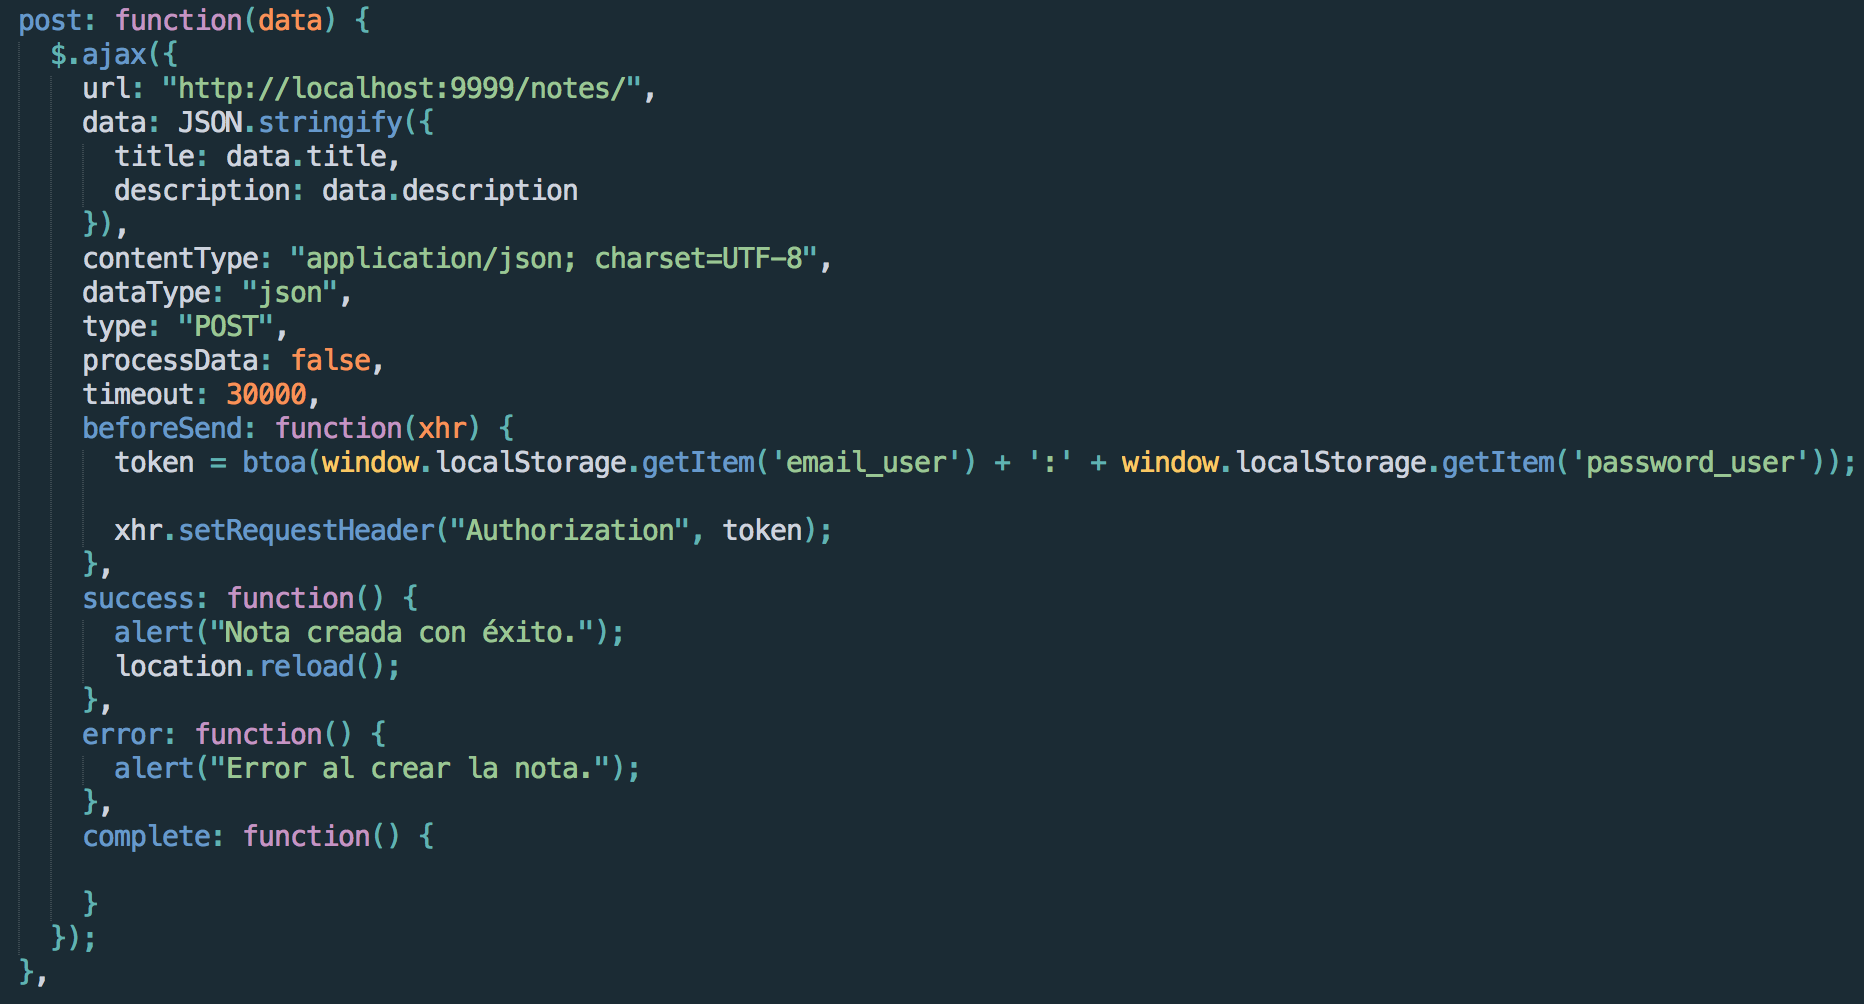 post: function(data) {
  $.ajax({
    url: "http://localhost:9999/notes/",
    data: JSON.stringify({
      title: data.title,
      description: data.description
    }),
    contentType: "application/json; charset=UTF-8",
    dataType: "json",
    type: "POST",
    processData: false,
    timeout: 30000,
    beforeSend: function(xhr) {
      token = btoa(window.localStorage.getItem('email_user') + ':' + window.localStorage.getItem('password_user'));

      xhr.setRequestHeader("Authorization", token);
    },
    success: function() {
      alert("Nota creada con éxito.");
      location.reload();
    },
    error: function() {
      alert("Error al crear la nota.");
    },
    complete: function() {

    }
  });
},